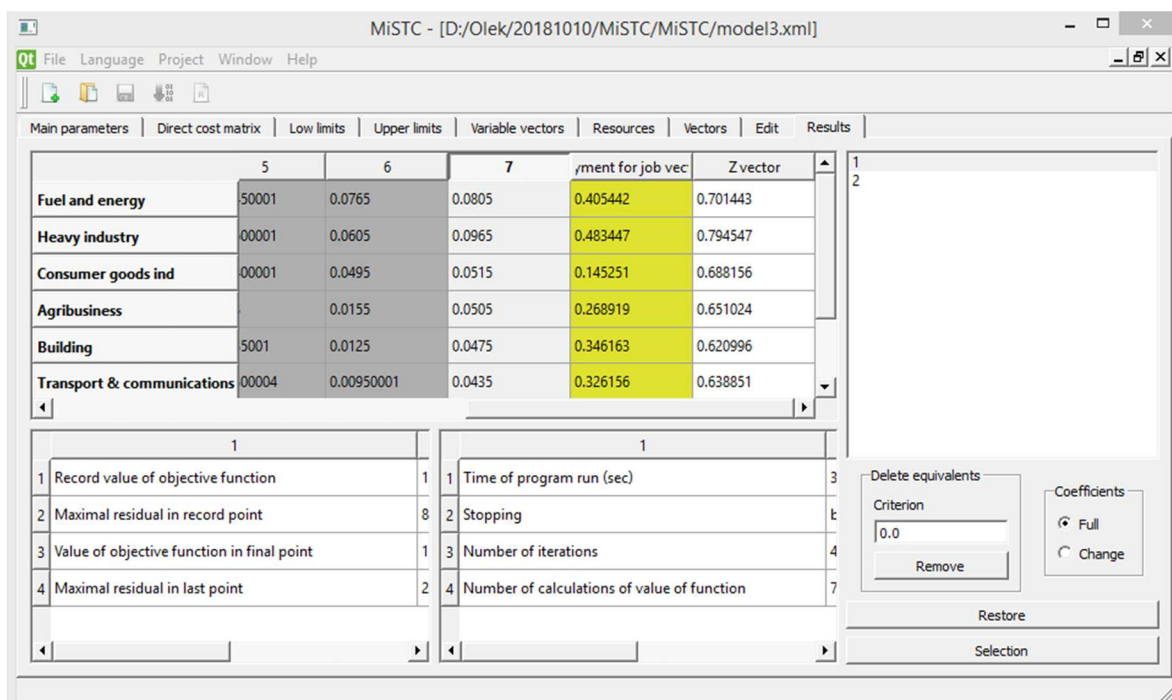 MiSTC - [D:/Olek/20181010/MiSTC/MiSTC/model3.xml]
Qt File Language Project Window Help
Main parameters Direct cost matrix Low limits Upper limits Variable vectors Resources Vectors Edit Results
5 6 7 yment for job vec Z vector
Fuel and energy 50001 0.0765 0.0805 0.405442 0.701443
Heavy industry 00001 0.0605 0.0965 0.483447 0.794547
Consumer goods ind 00001 0.0495 0.0515 0.145251 0.688156
Agribusiness 0.0155 0.0505 0.268919 0.651024
Building 5001 0.0125 0.0475 0.346163 0.620996
Transport & communications 00004 0.00950001 0.0435 0.326156 0.638851
1
2
1
1 Record value of objective function 1
2 Maximal residual in record point 8
3 Value of objective function in final point 1
4 Maximal residual in last point 2
1
1 Time of program run (sec) 3
2 Stopping b
3 Number of iterations 4
4 Number of calculations of value of function 7
Delete equivalents
Criterion
0.0
Remove
Coefficients
Full
Change
Restore
Selection